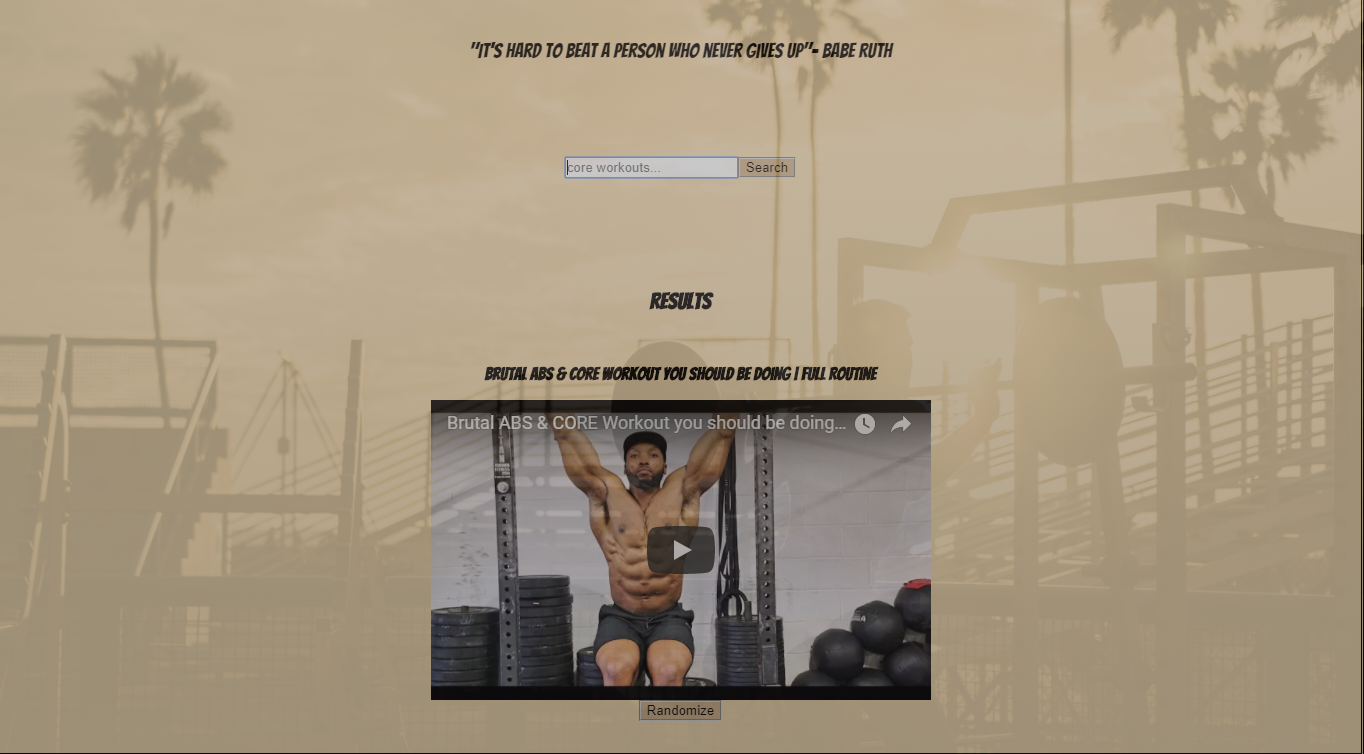 "IT'S HARD TO BEAT A PERSON WHO NEVER GIVES UP"- BABE RUTH
core workouts...
Search
RESULTS
BRUTAL ABS & CORE WORKOUT YOU SHOULD BE DOING | FULL ROUTINE
Brutal ABS & CORE Workout you should be doing...
Randomize